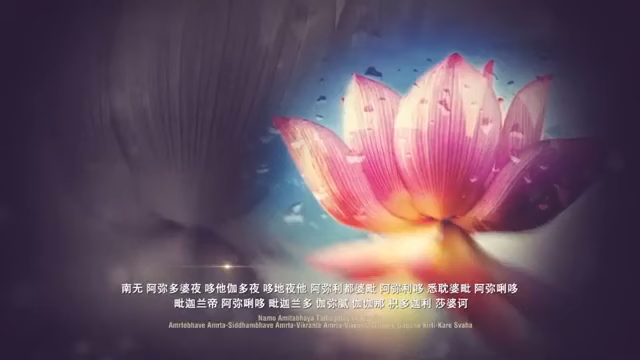 南无 阿弥多婆夜 哆他伽多夜 哆地夜他 阿弥利都婆毗 阿弥利哆 悉耽婆毗 阿弥唎哆
毗迦兰帝 阿弥唎哆 毗迦兰多 伽弥腻 伽伽那 枳多迦利 莎婆诃
Namo Amitabhaya
Amrtobhave Amrta-Siddhambhave Amrta-Vikrante Kirti-Kare Svaha